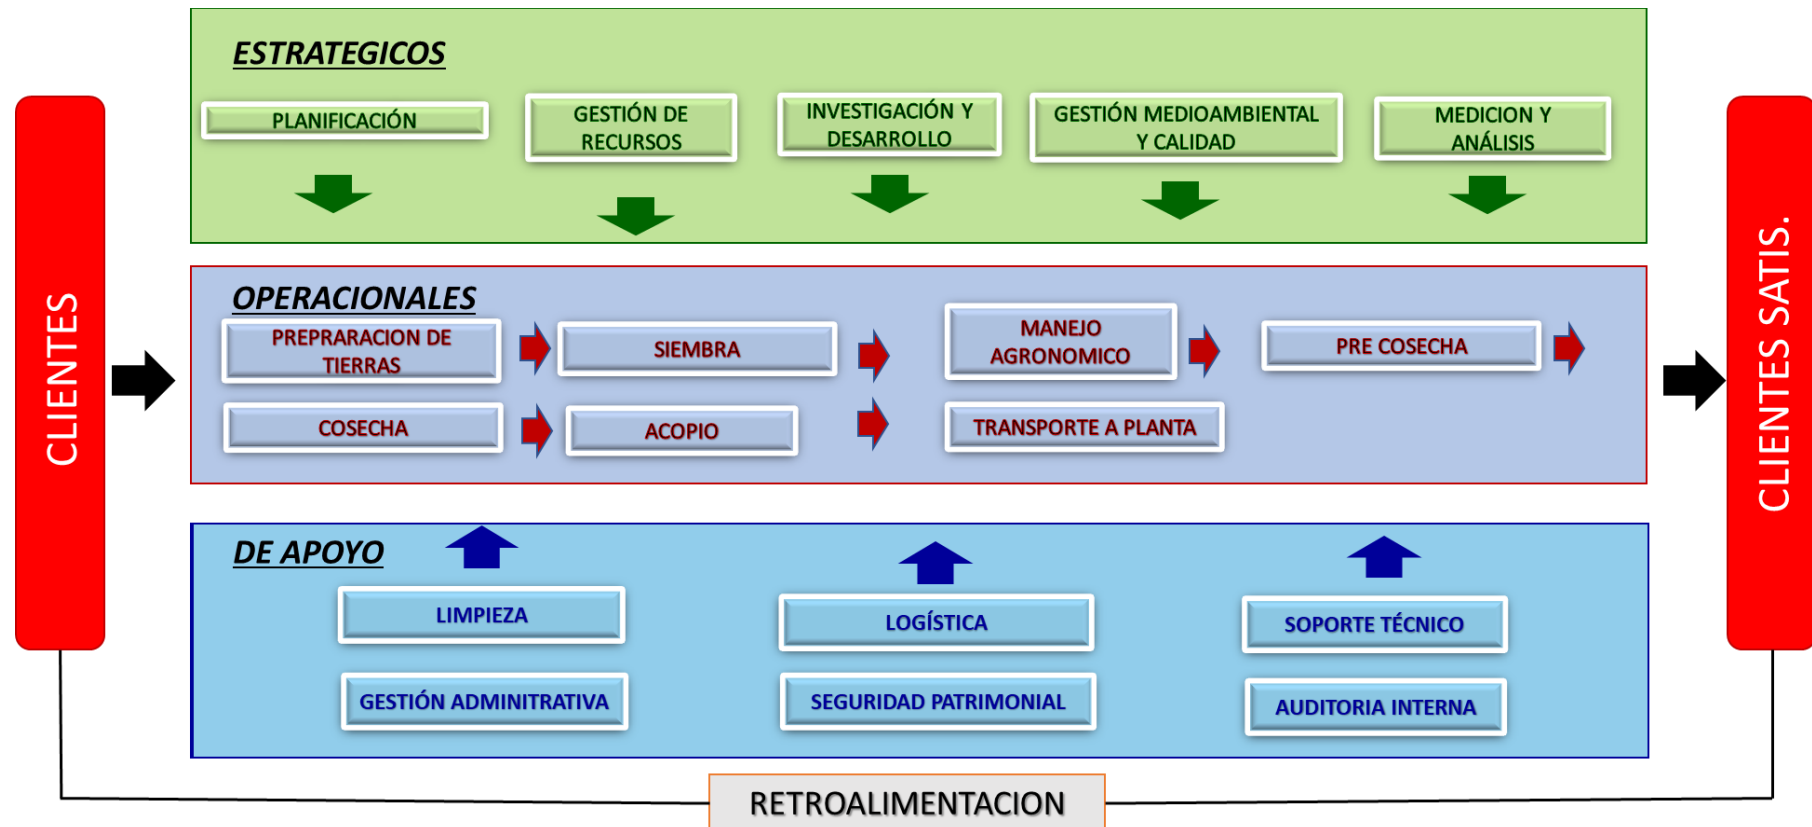 ESTRATEGICOS
PLANIFICACIÓN
GESTIÓN DE
RECURSOS
INVESTIGACIÓN Y
DESARROLLO
GESTIÓN MEDIOAMBIENTAL
Y CALIDAD
MEDICION Y
ANÁLISIS
CLIENTES
OPERACIONALES
PREPRARACION DE
TIERRAS
SIEMBRA
MANEJO
AGRONOMICO
PRE COSECHA
COSECHA
ACOPIO
TRANSPORTE A PLANTA
CLIENTES SATIS.
DE APOYO
LIMPIEZA
LOGÍSTICA
SOPORTE TÉCNICO
GESTIÓN ADMINITRATIVA
SEGURIDAD PATRIMONIAL
AUDITORIA INTERNA
RETROALIMENTACION